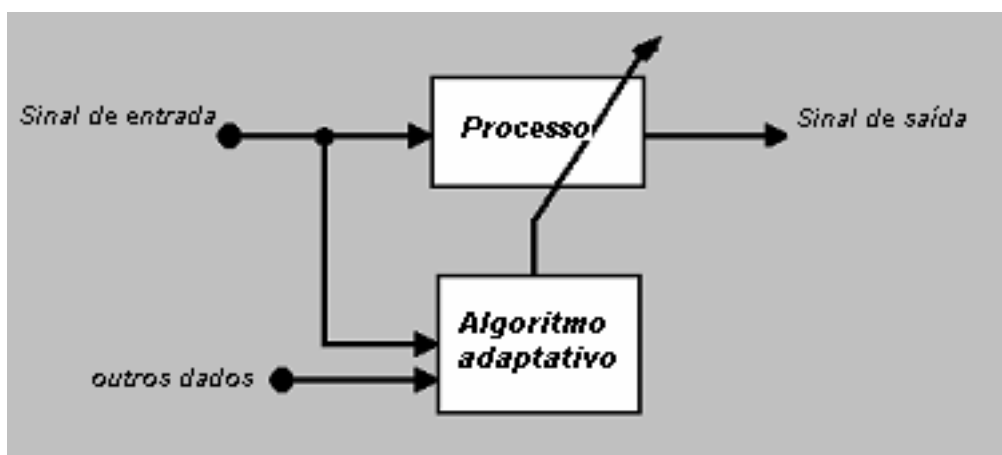 Sinal de entrada
Processo
Sinal de saída
Algoritmo
adaptativo
outros dados